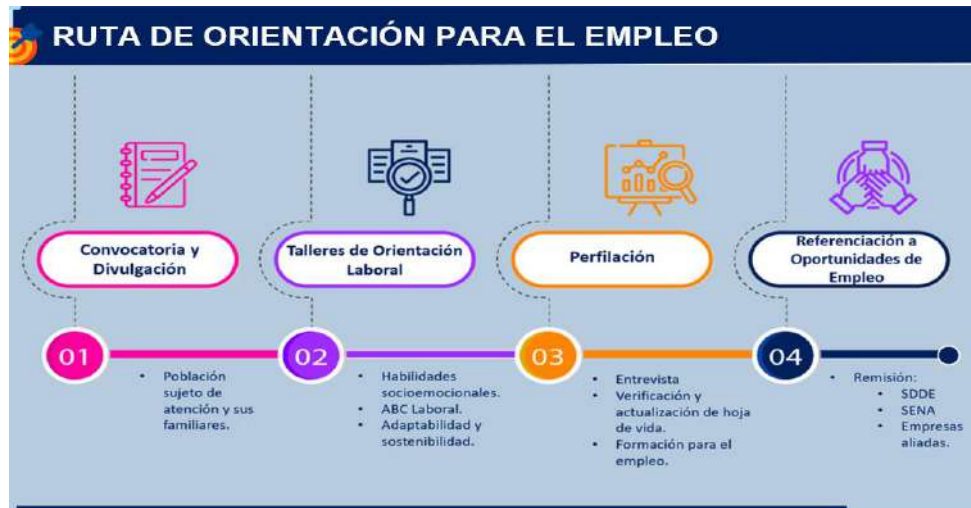 RUTA DE ORIENTACIÓN PARA EL EMPLEO
Convocatoria y
Divulgación
Talleres de Orientación
Laboral
Perfilación
Referenciación a
Oportunidades de
Empleo
01
02
03
04
• Población
sujeto de
atención y sus
familiares.
• Habilidades
socioemocionales.
• ABC Laboral.
• Adaptabilidad y
sostenibilidad.
• Entrevista
• Verificación y
actualización de hoja
de vida.
• Formación para el
empleo.
• Remisión:
• SDDE
• SENA
• Empresas
aliadas.